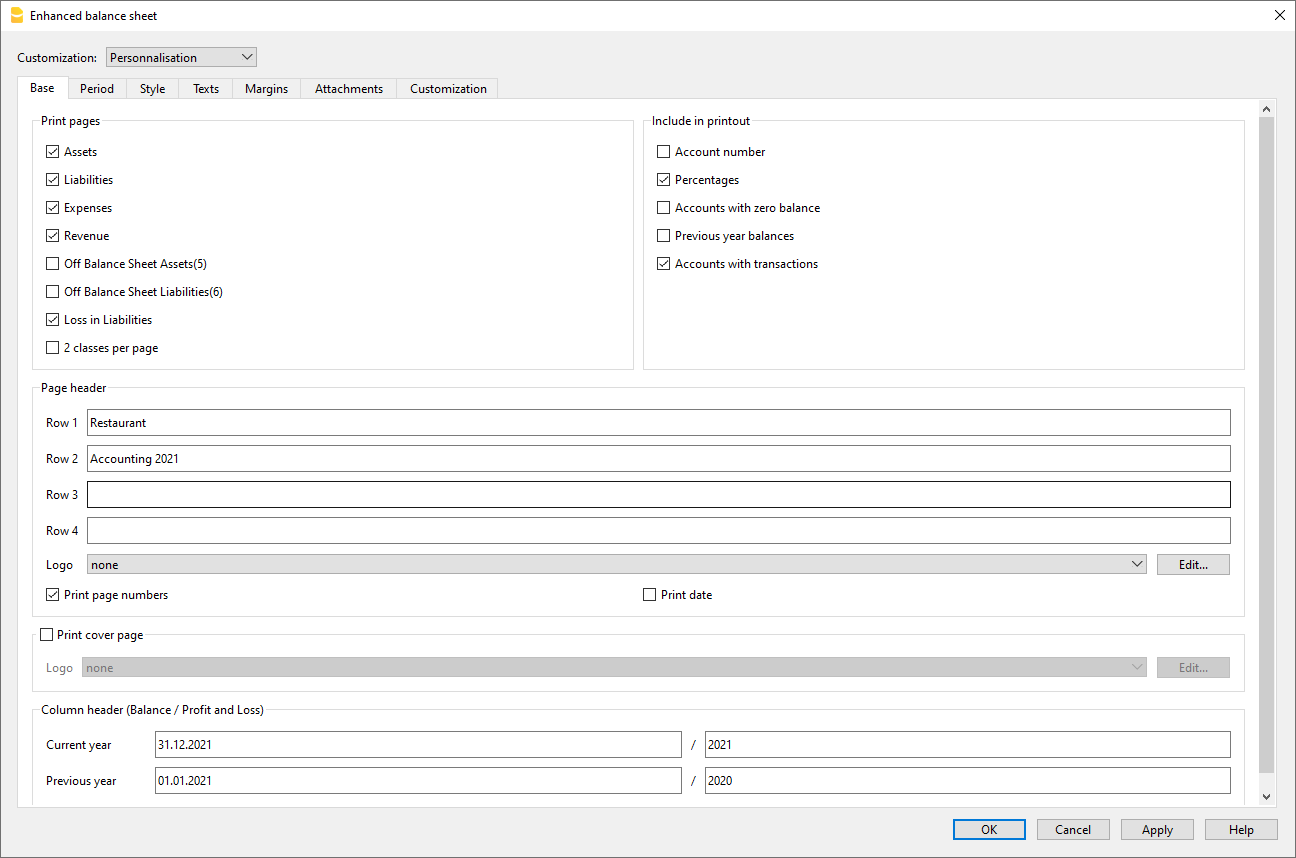 Enhanced balance sheet
Customization: Personnalisation
Base Period Style Texts Margins Attachments Customization
Print pages
Assets
Liabilities
Expenses
Revenue
Off Balance Sheet Assets(5)
Off Balance Sheet Liabilities(6)
Loss in Liabilities
2 classes per page
Include in printout
Account number
Percentages
Accounts with zero balance
Previous year balances
Accounts with transactions
Page header
Row 1 Restaurant
Row 2 Accounting 2021
Row 3
Row 4
Logo none Edit...
Print page numbers Print date
Print cover page
Logo none Edit...
Column header (Balance / Profit and Loss)
Current year 31.12.2021 / 2021
Previous year 01.01.2021 / 2020
OK Cancel Apply Help